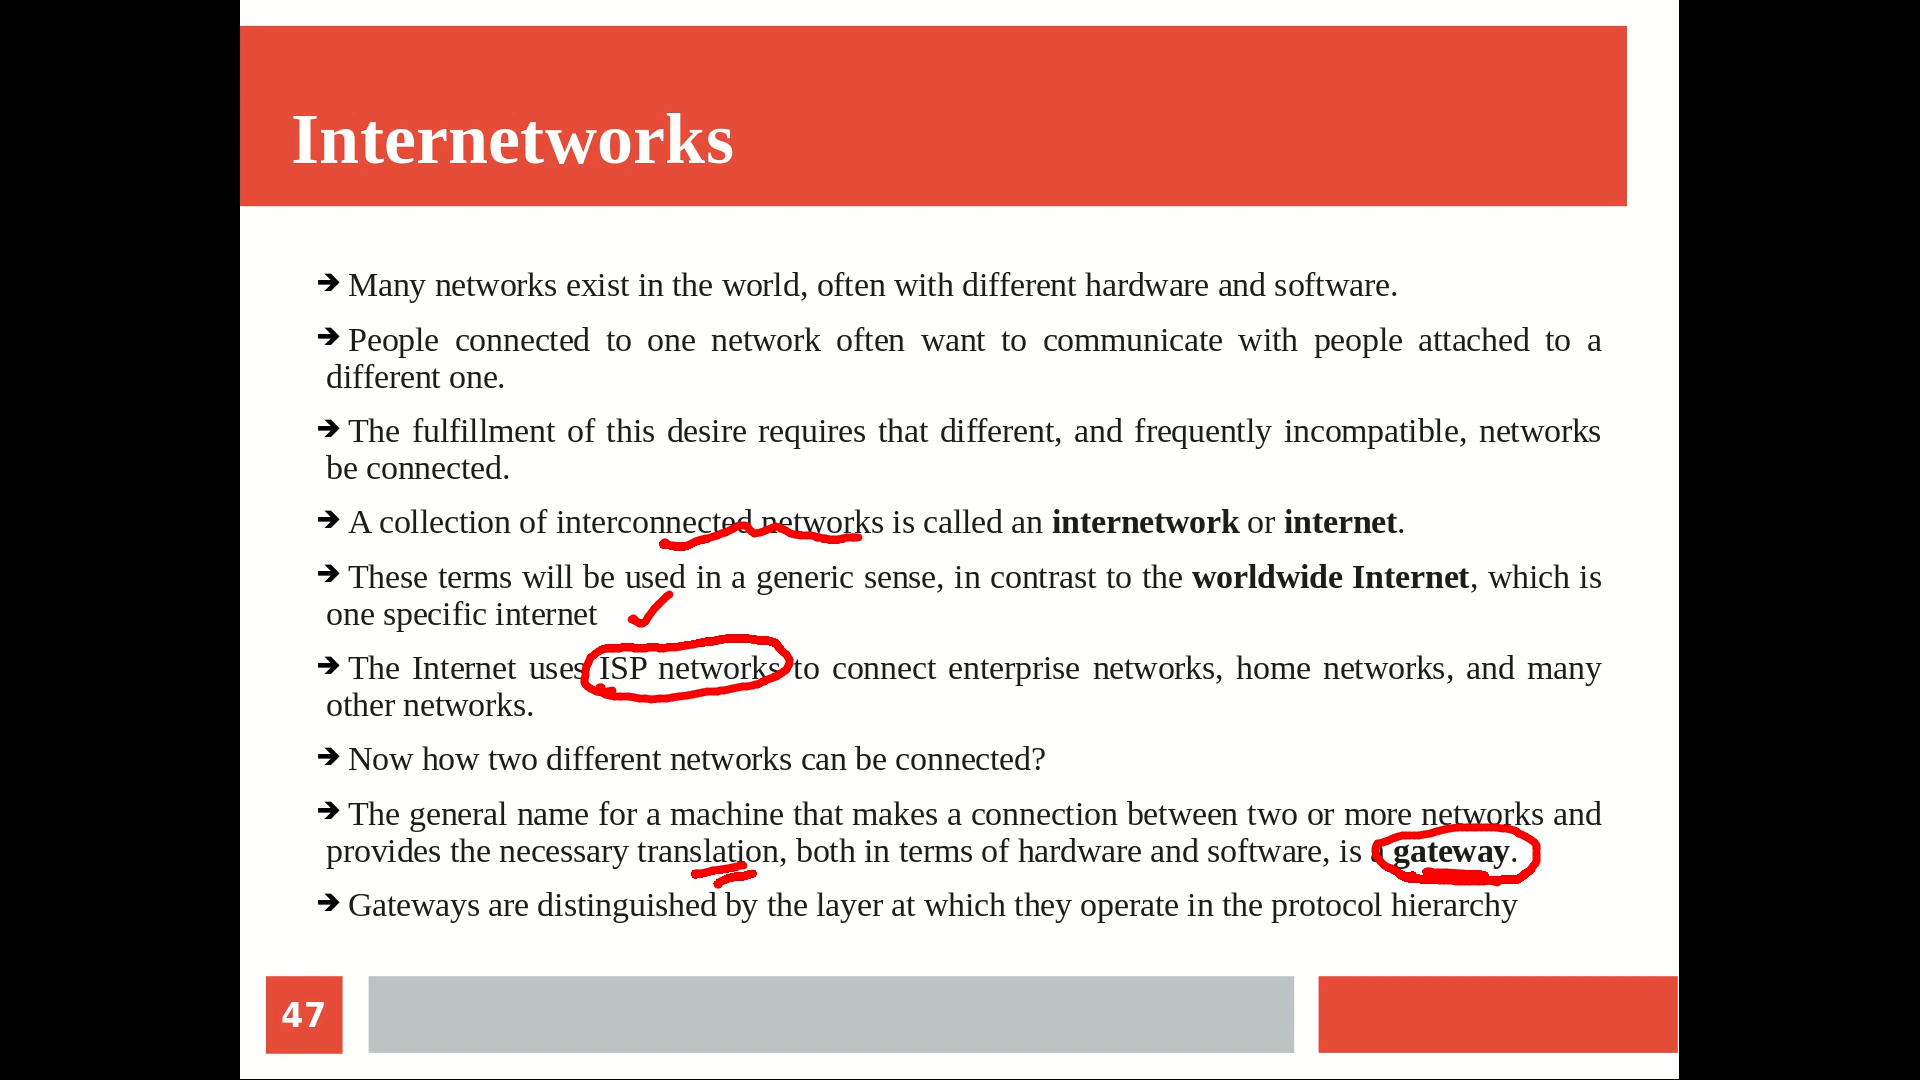 Internetworks
➔ Many networks exist in the world, often with different hardware and software.
➔ People connected to one network often want to communicate with people attached to a
different one.
➔ The fulfillment of this desire requires that different, and frequently incompatible, networks
be connected.
➔ A collection of interconnected networks is called an internetwork or internet.
➔ These terms will be used in a generic sense, in contrast to the worldwide Internet, which is
one specific internet
➔ The Internet uses ISP networks to connect enterprise networks, home networks, and many
other networks.
➔ Now how two different networks can be connected?
➔ The general name for a machine that makes a connection between two or more networks and
provides the necessary translation, both in terms of hardware and software, is a gateway.
➔ Gateways are distinguished by the layer at which they operate in the protocol hierarchy
47